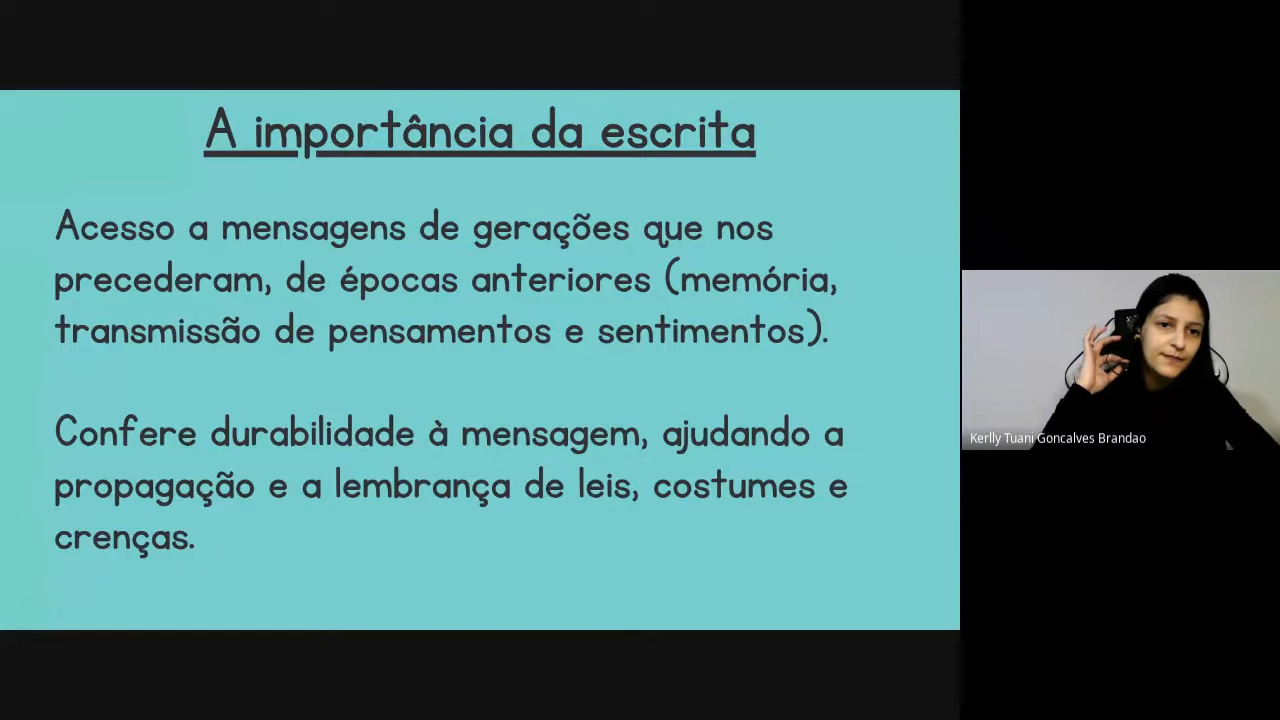 A importância da escrita
Acesso a mensagens de gerações que nos
precederam, de épocas anteriores (memória,
transmissão de pensamentos e sentimentos).
Confere durabilidade à mensagem, ajudando a
propagação e a lembrança de leis, costumes e
crenças.
Kerlly Tuani Goncalves Brandao